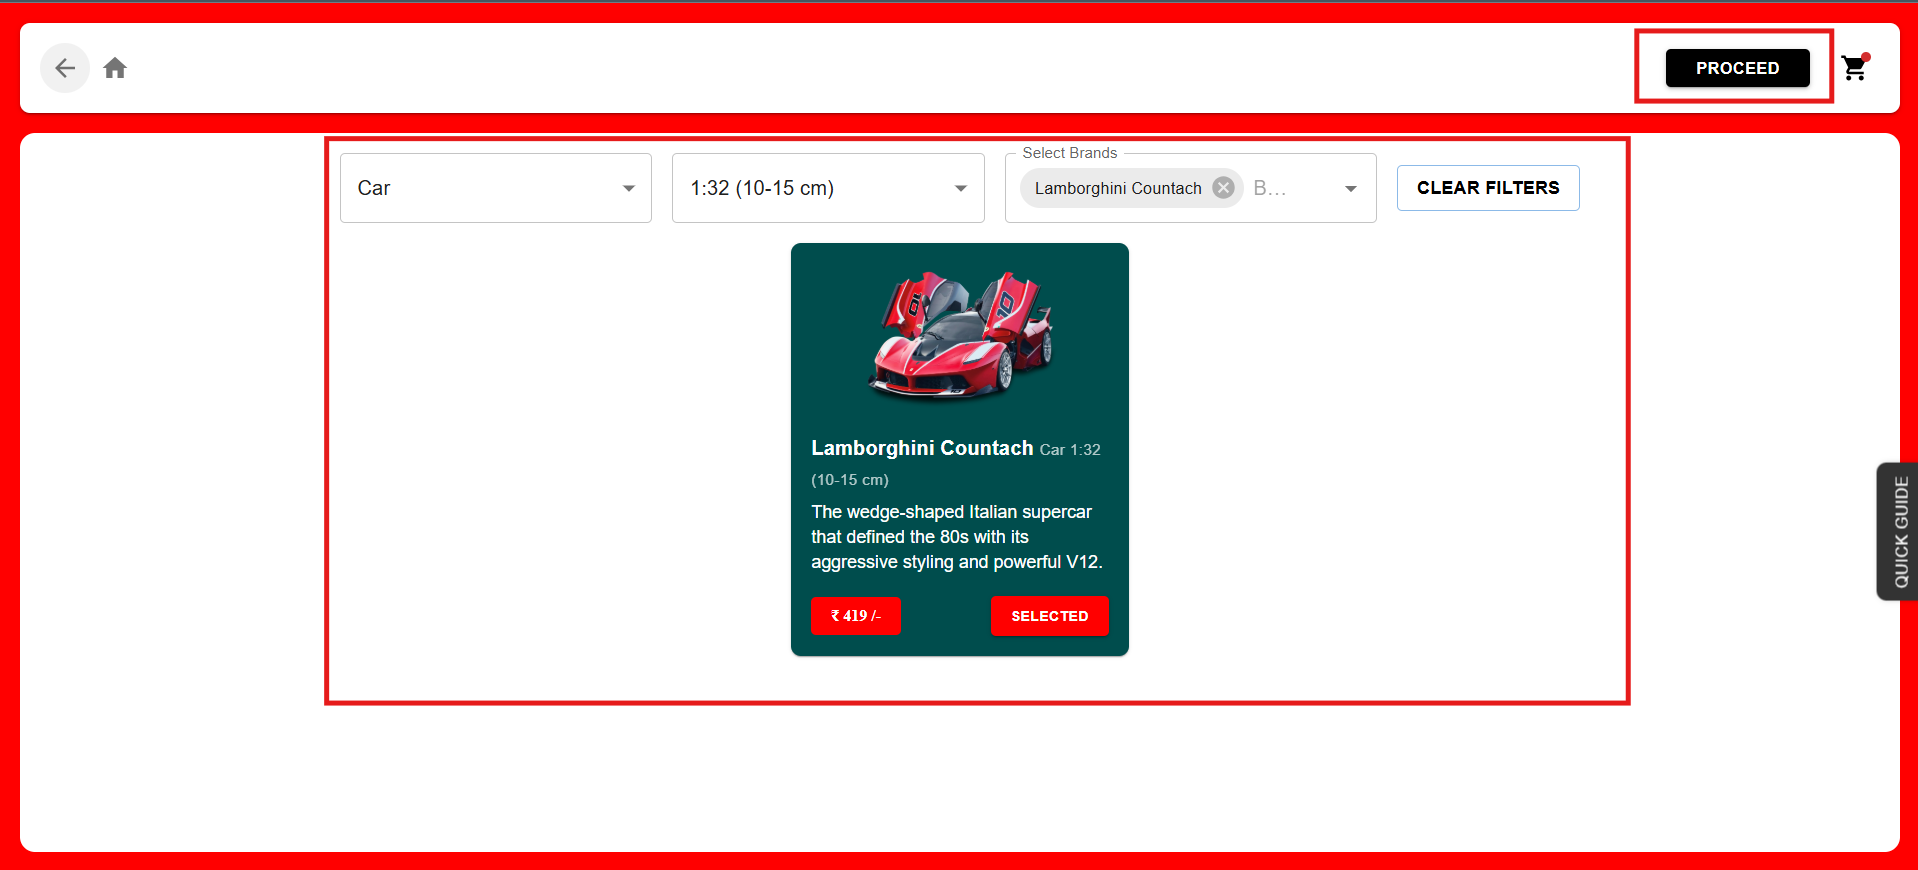 PROCEED
Select Brands
Car
1:32 (10-15 cm)
Lamborghini Countach
B...
CLEAR FILTERS
10
10
Lamborghini Countach Car 1:32
(10-15 cm)
The wedge-shaped Italian supercar
that defined the 80s with its
aggressive styling and powerful V12.
₹ 419 /-
SELECTED
QUICK GUIDE